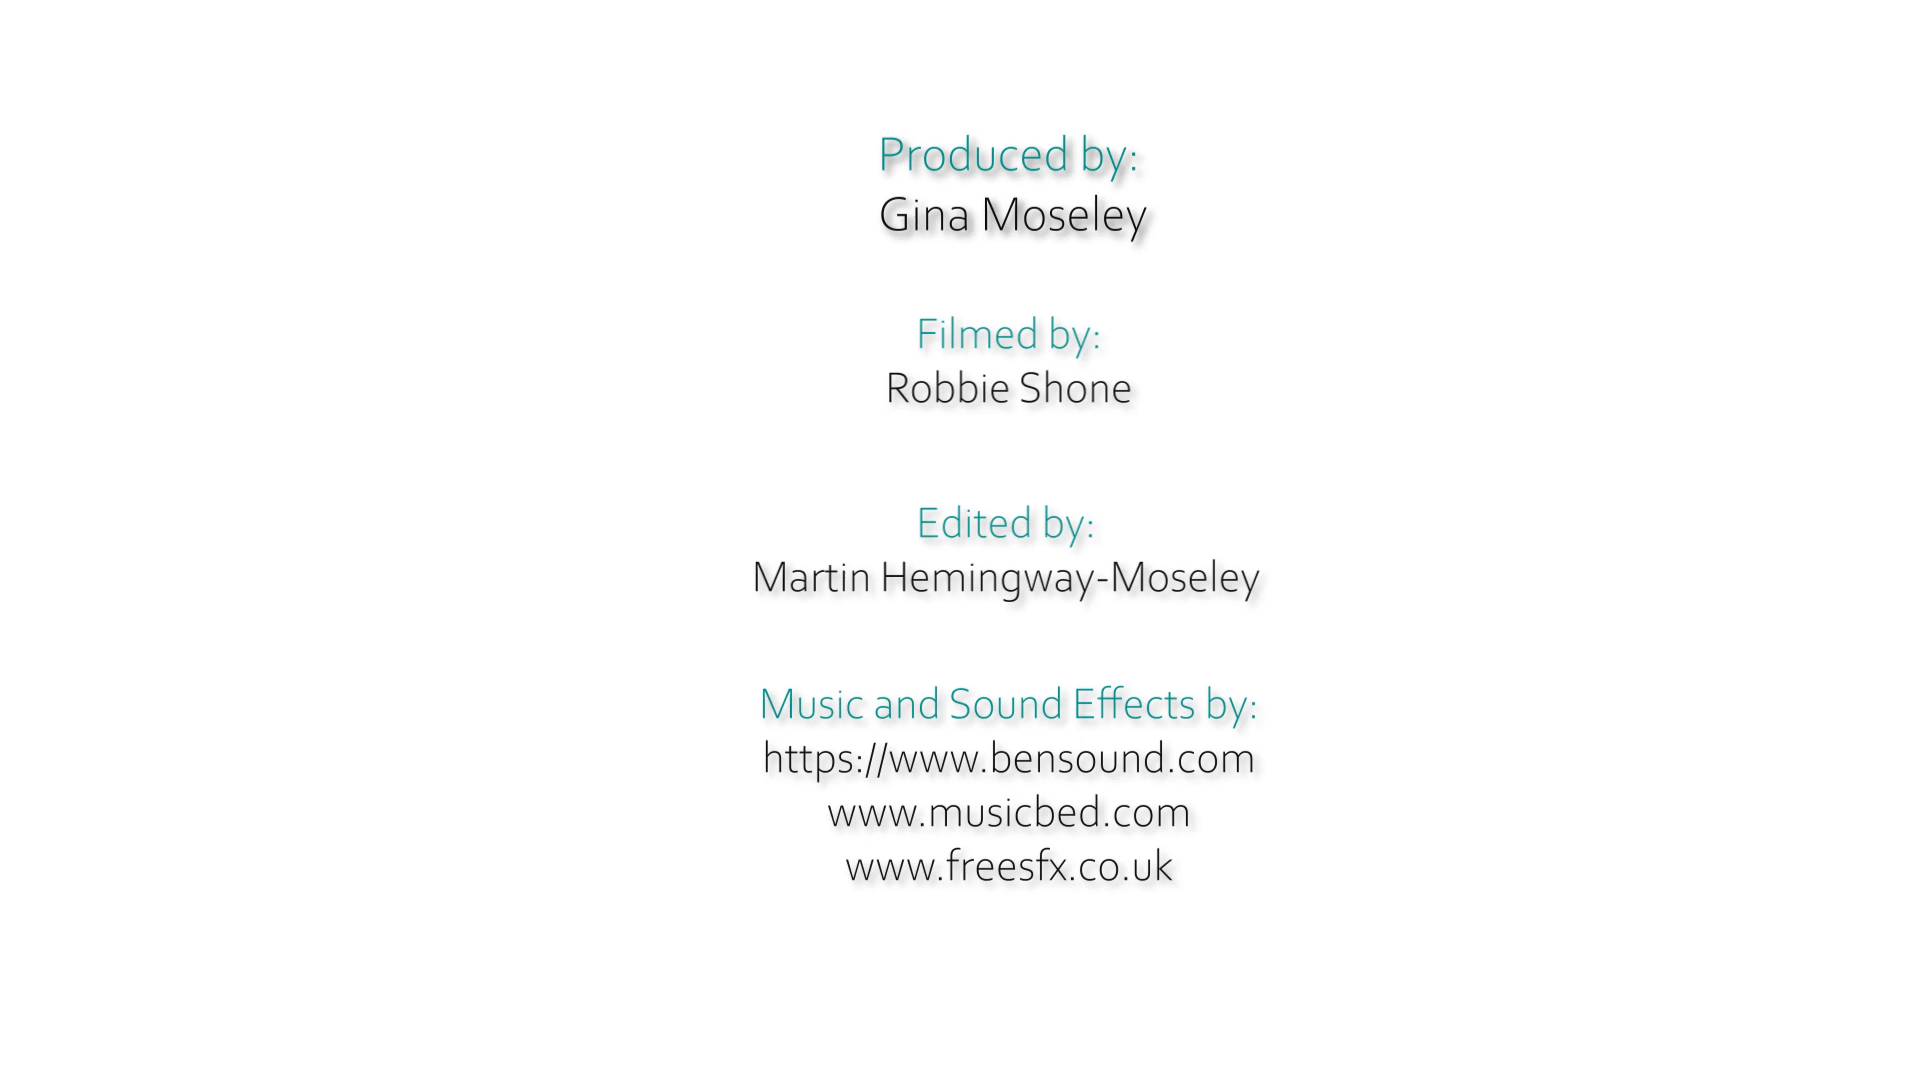 Produced by:
Gina Moseley
Filmed by:
Robbie Shone
Edited by:
Martin Hemingway-Moseley
Music and Sound Effects by:
https://www.bensound.com
www.musicbed.com
www.freesfx.co.uk